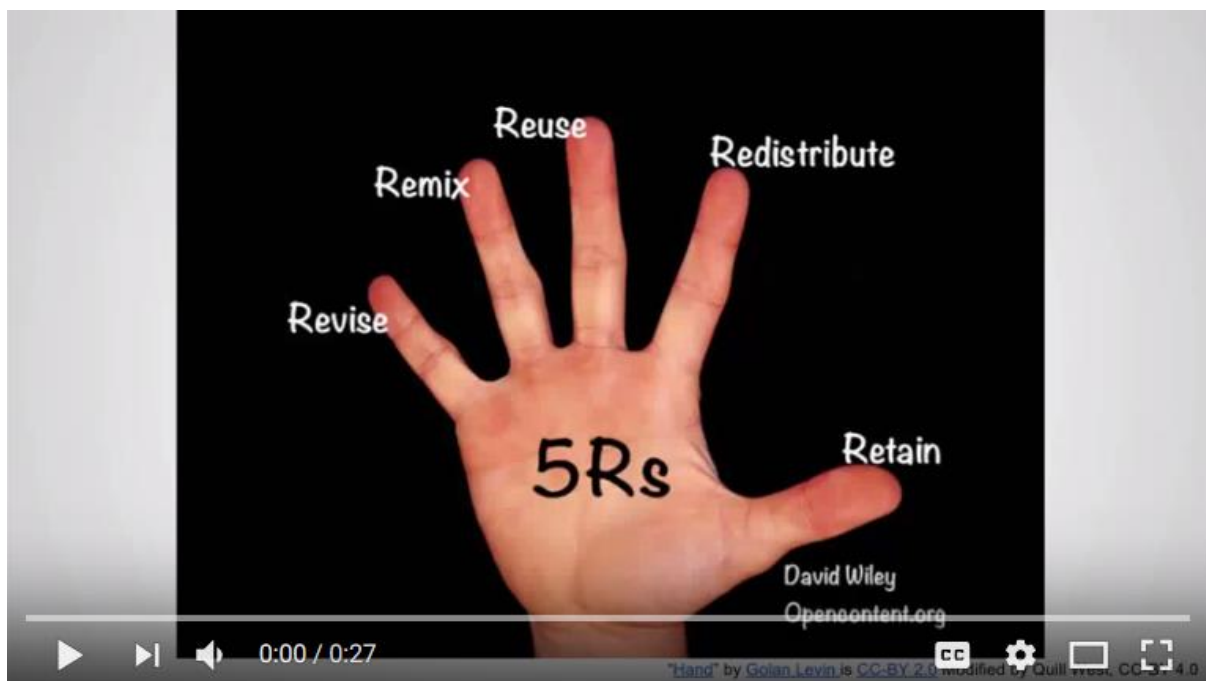 Reuse
Redistribute
Remix
Revise
5Rs
Retain
David Wiley
Opencontent.org
0:00 / 0:27
CC
"Hand" by Golan Levin is CC-BY 2.0 Modified by Quill West, CC-BY 4.0